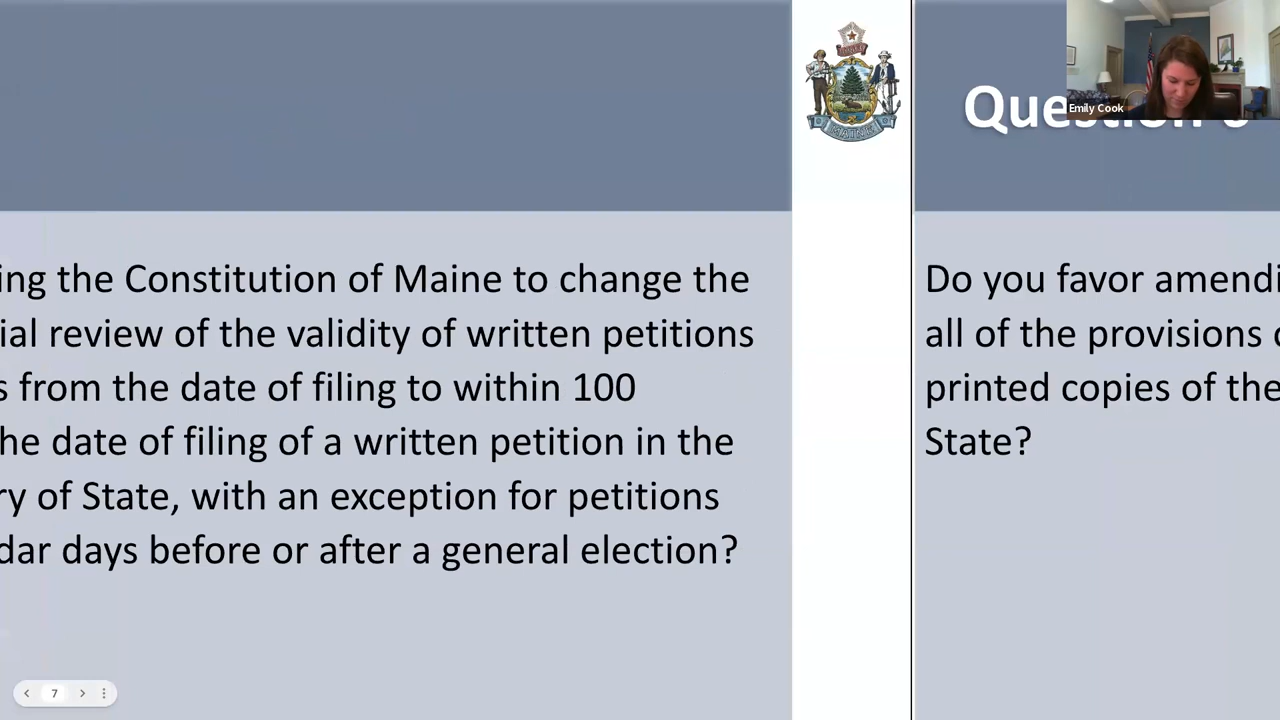 ing the Constitution of Maine to change the
ial review of the validity of written petitions
s from the date of filing to within 100
he date of filing of a written petition in the
ry of State, with an exception for petitions
dar days before or after a general election?
MAINE
Question
Emily Cook
Do you favor amendi
all of the provisions
printed copies of the
State?
7